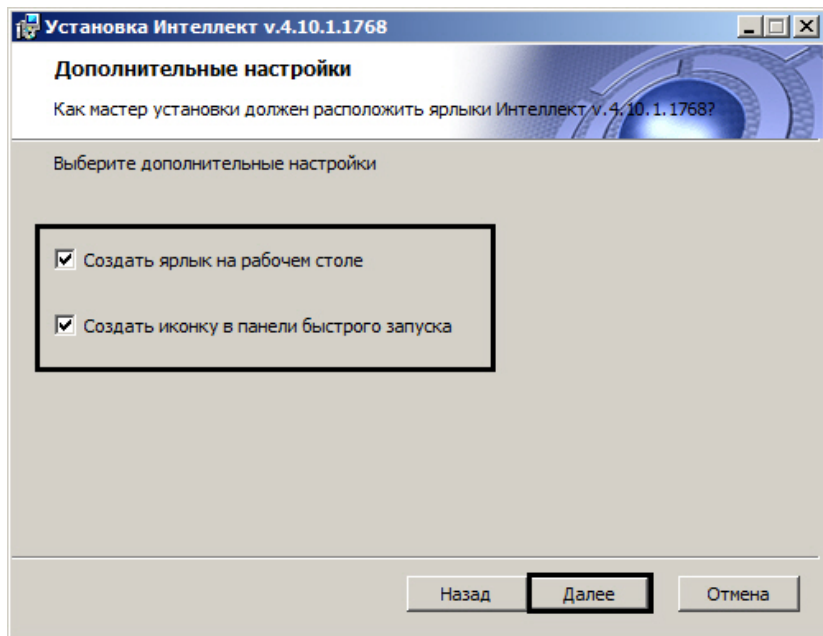 Установка Интеллект v.4.10.1.1768
Дополнительные настройки
Как мастер установки должен расположить ярлыки Интеллект v.4.10.1.1768?
Выберите дополнительные настройки
Создать ярлык на рабочем столе
Создать иконку в панели быстрого запуска
Назад Далее Отмена